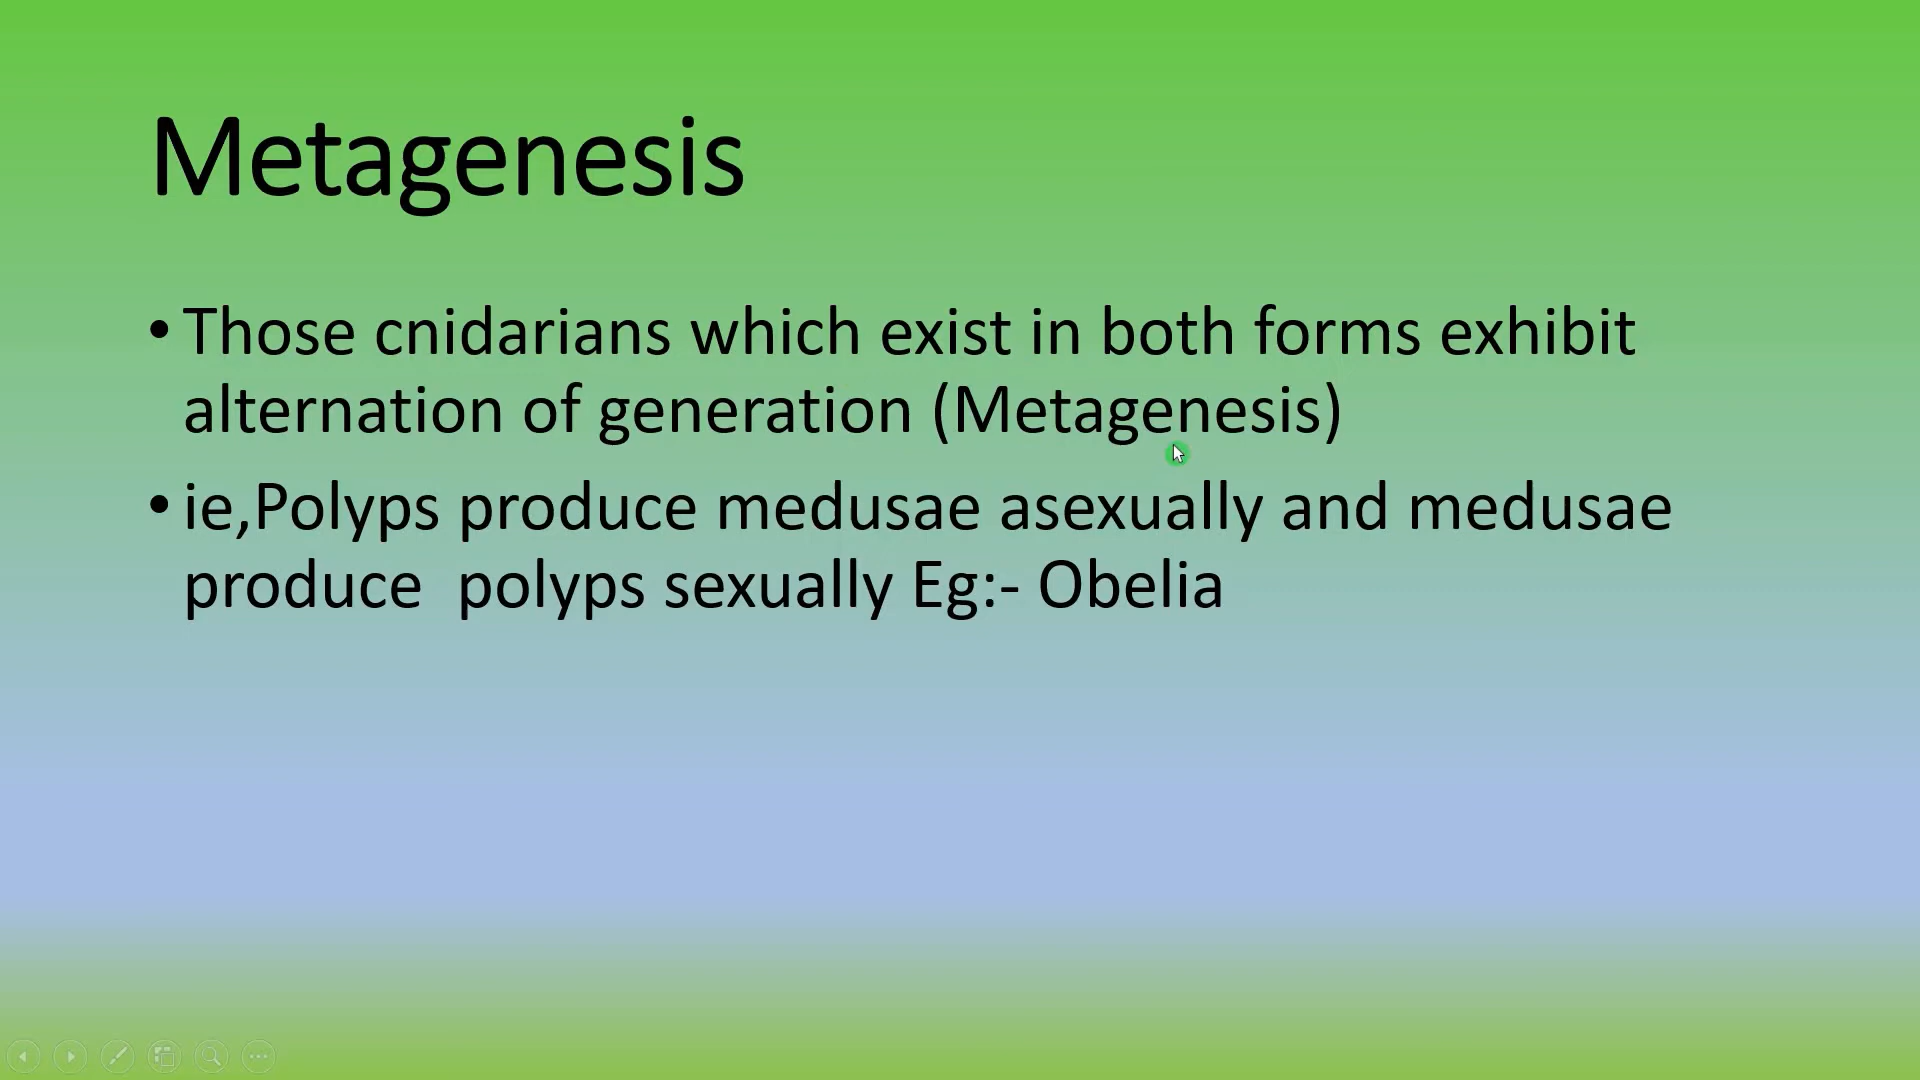 Metagenesis
• Those cnidarians which exist in both forms exhibit
alternation of generation (Metagenesis)
• ie,Polyps produce medusae asexually and medusae
produce  polyps sexually Eg:- Obelia